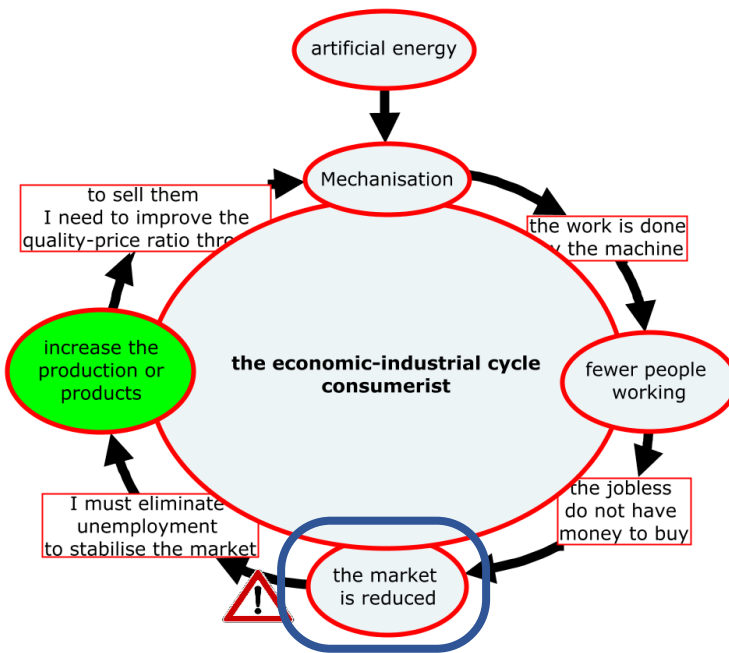 artificial energy
Mechanisation
the work is done
the machine
fewer people
working
the jobless
do not have
money to buy
the market
is reduced
I must eliminate
unemployment
to stabilise the market
increase the
production or
products
to sell them
I need to improve the
quality-price ratio
the economic-industrial cycle
consumerist
!